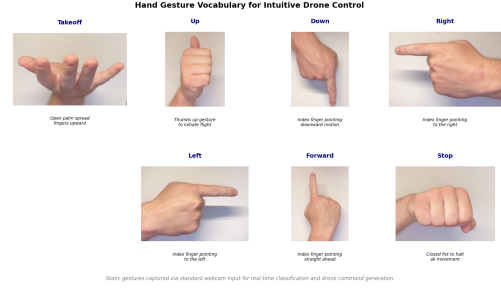 Hand Gesture Vocabulary for Intuitive Drone Control
Takeoff
Up
Down
Right
Open palm spread
fingers upward
Thumbs up gesture
to initiate flight
Index finger pointing
downward motion
Index finger pointing
to the right
Left
Forward
Stop
Index finger pointing
to the left
Index finger pointing
straight ahead
Closed fist to halt
all movement
Static gestures captured via standard webcam input for real-time classification and drone command generation